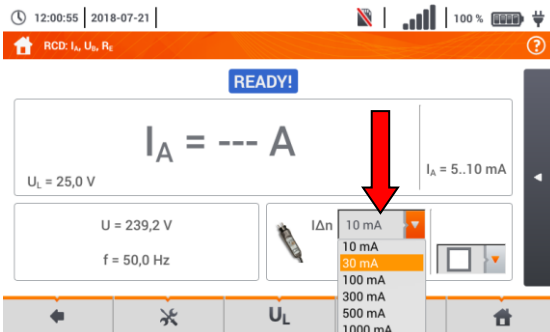 12:00:55 2018-07-21 100 %
RCD: IA, UB, RE ?
READY!
IA = --- A
UL = 25,0 V
IA = 5..10 mA
U = 239,2 V
f = 50,0 Hz
IΔn 10 mA
10 mA
30 mA
100 mA
300 mA
500 mA
1000 mA
UL